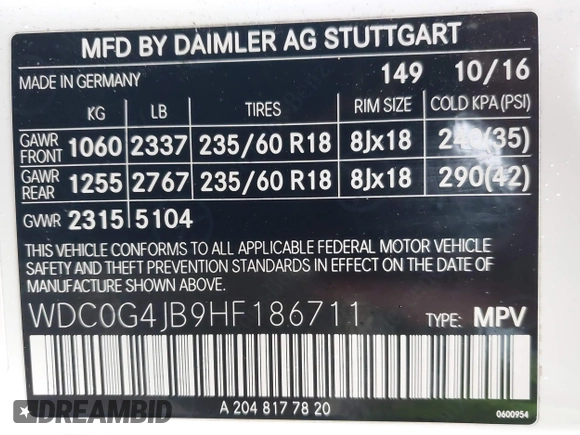 MFD BY DAIMLER AG STUTTGART
MADE IN GERMANY 149 10/16
KG LB TIRES RIM SIZE COLD KPA(PSI)
GAWR FRONT 1060 2337 235/60 R18 8Jx18 240(35)
GAWR REAR 1255 2767 235/60 R18 8Jx18 290(42)
GVWR 2315 5104
THIS VEHICLE CONFORMS TO ALL APPLICABLE FEDERAL MOTOR VEHICLE
SAFETY AND THEFT PREVENTION STANDARDS IN EFFECT ON THE DATE OF
MANUFACTURE SHOWN ABOVE.
WDC0G4JB9HF186711 TYPE: MPV
A 204 817 78 20 0600954
DREAMBID